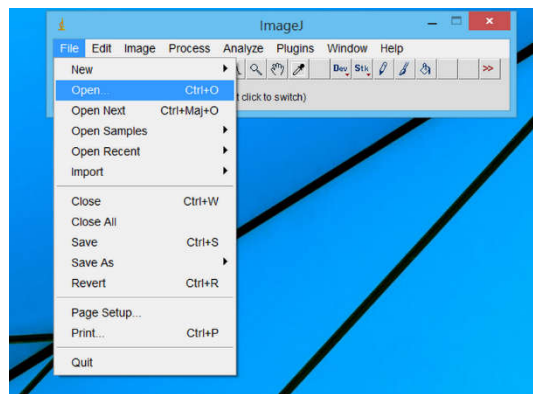 ImageJ
File Edit Image Process Analyze Plugins Window Help
Dev Stk >>
t click to switch)
New
Open... Ctrl+O
Open Next Ctrl+Maj+O
Open Samples
Open Recent
Import
Close Ctrl+W
Close All
Save Ctrl+S
Save As
Revert Ctrl+R
Page Setup...
Print... Ctrl+P
Quit